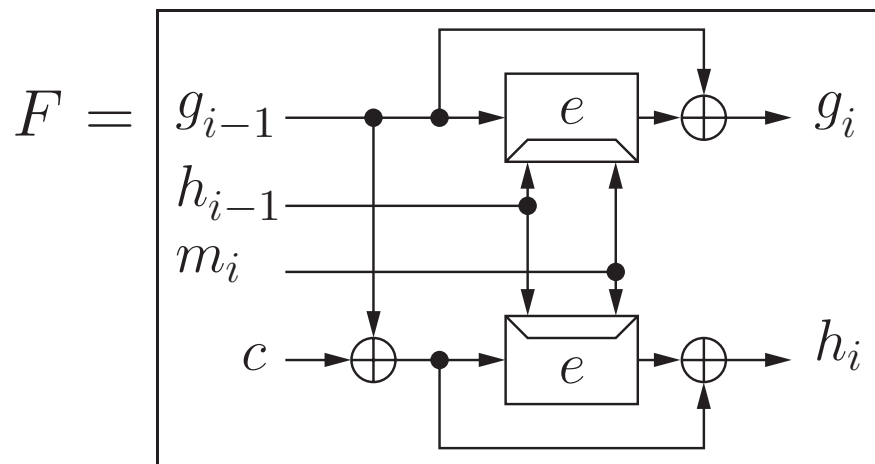 F = g_{i−1} e g_i
h_{i−1}
m_i
c e h_i